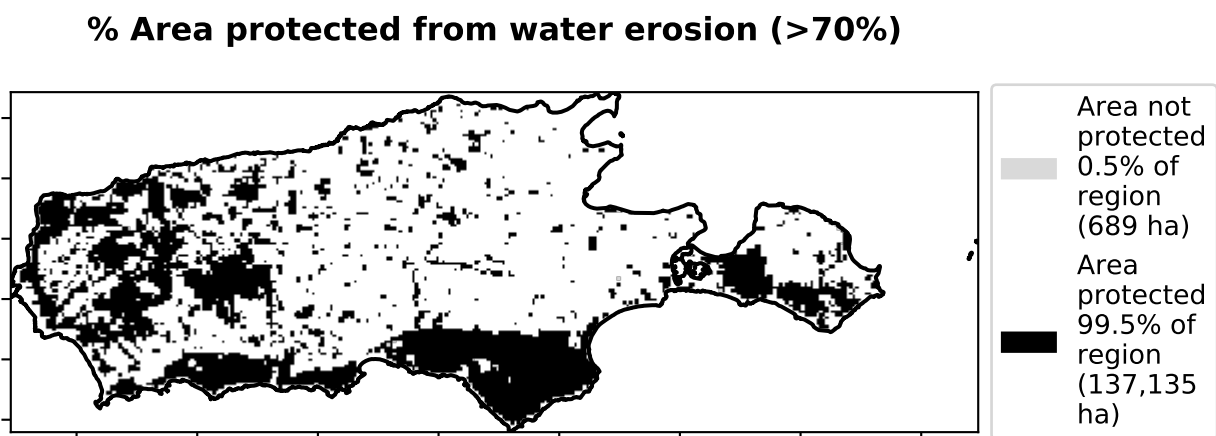 % Area protected from water erosion (>70%)
Area not
protected
0.5% of
region
(689 ha)
Area
protected
99.5% of
region
(137,135
ha)